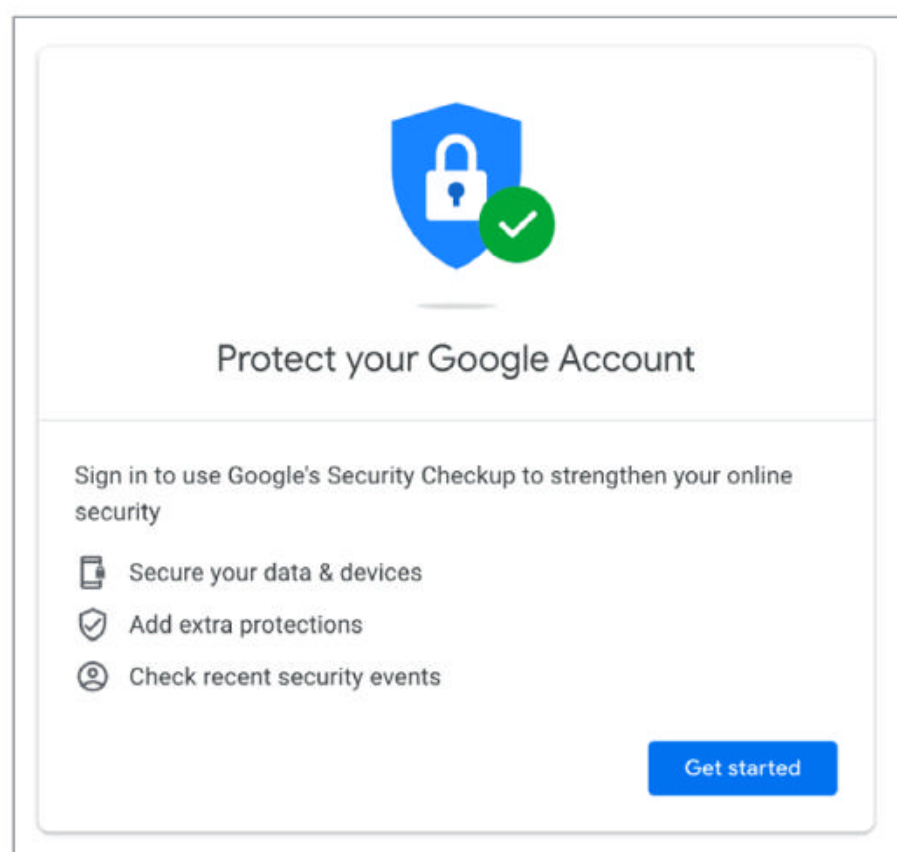 Protect your Google Account
Sign in to use Google's Security Checkup to strengthen your online
security
Secure your data & devices
Add extra protections
Check recent security events
Get started